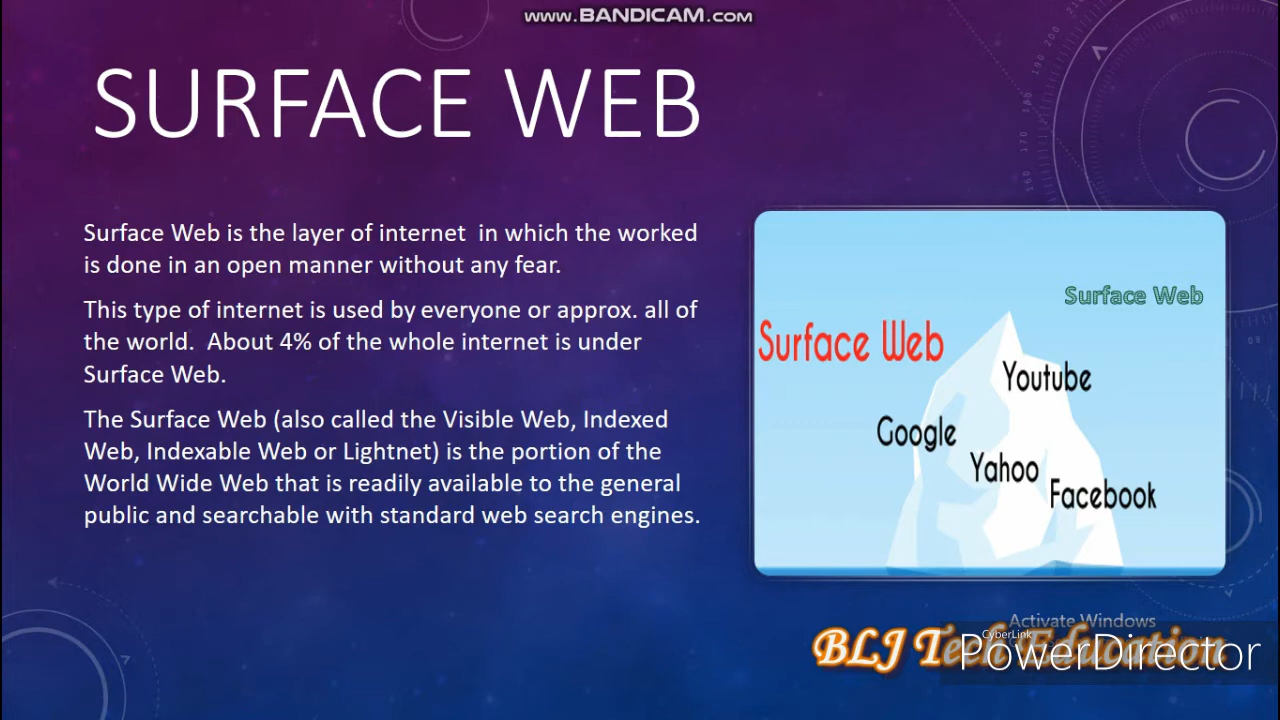 www.BANDICAM.com
SURFACE WEB
Surface Web is the layer of internet in which the worked
is done in an open manner without any fear.
This type of internet is used by everyone or approx. all of
the world. About 4% of the whole internet is under
Surface Web.
The Surface Web (also called the Visible Web, Indexed
Web, Indexable Web or Lightnet) is the portion of the
World Wide Web that is readily available to the general
public and searchable with standard web search engines.
Surface Web
Surface Web
Youtube
Google
Yahoo
Facebook
Activate Windows
BLJ Tech Education
CyberLink
PowerDirector